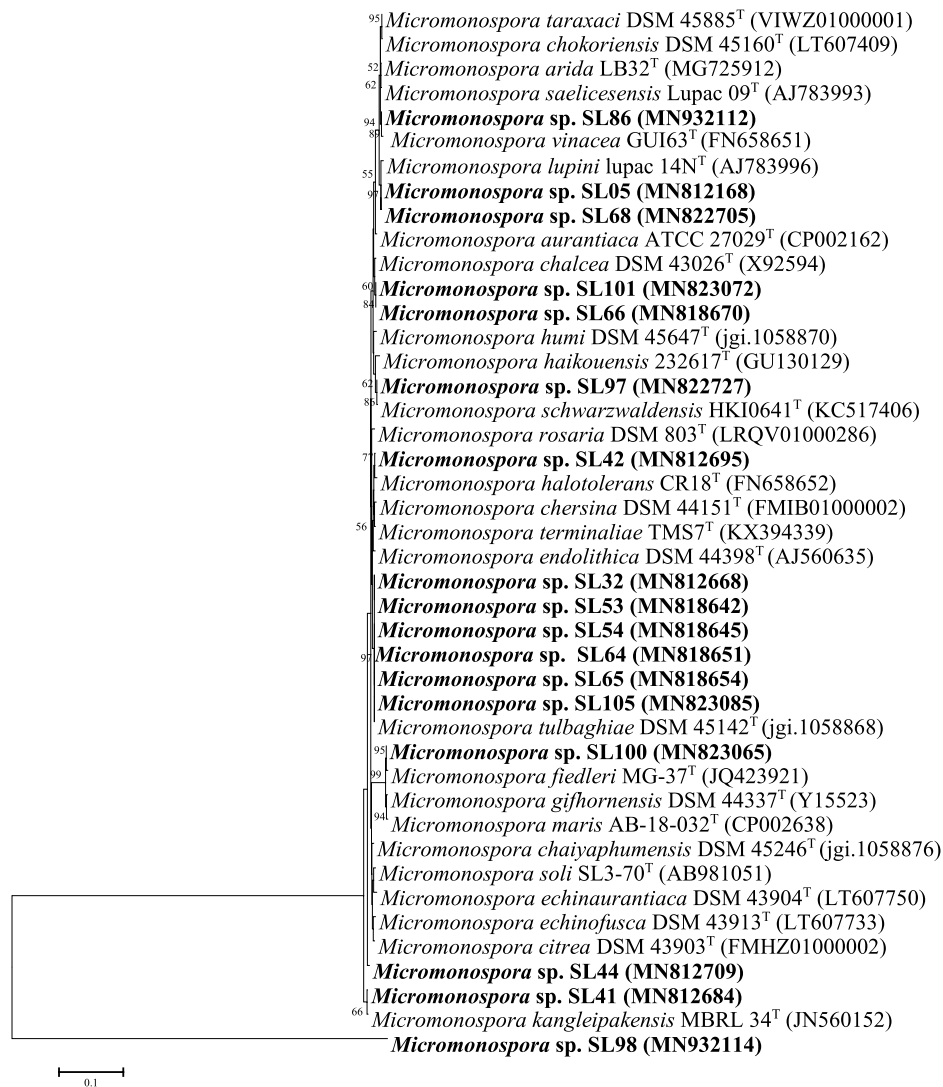 95 Micromonospora taraxaci DSM 45885T (VIWZ01000001)
Micromonospora chokoriensis DSM 45160T (LT607409)
52 Micromonospora arida LB32T (MG725912)
62 Micromonospora saelicesensis Lupac 09T (AJ783993)
94 Micromonospora sp. SL86 (MN932112)
Micromonospora vinacea GUI63T (FN658651)
55 Micromonospora lupini lupac 14NT (AJ783996)
97 Micromonospora sp. SL05 (MN812168)
Micromonospora sp. SL68 (MN822705)
Micromonospora aurantiaca ATCC 27029T (CP002162)
Micromonospora chalcea DSM 43026T (X92594)
60 Micromonospora sp. SL101 (MN823072)
84 Micromonospora sp. SL66 (MN818670)
Micromonospora humi DSM 45647T (jgi.1058870)
Micromonospora haikouensis 232617T (GU130129)
62 Micromonospora sp. SL97 (MN822727)
86 Micromonospora schwarzwaldensis HKI0641T (KC517406)
Micromonospora rosaria DSM 803T (LRQV01000286)
77 Micromonospora sp. SL42 (MN812695)
Micromonospora halotolerans CR18T (FN658652)
Micromonospora chersina DSM 44151T (FMIB01000002)
56 Micromonospora terminaliae TMS7T (KX394339)
Micromonospora endolithica DSM 44398T (AJ560635)
Micromonospora sp. SL32 (MN812668)
Micromonospora sp. SL53 (MN818642)
Micromonospora sp. SL54 (MN818645)
97 Micromonospora sp. SL64 (MN818651)
Micromonospora sp. SL65 (MN818654)
Micromonospora sp. SL105 (MN823085)
Micromonospora tulbaghiae DSM 45142T (jgi.1058868)
95 Micromonospora sp. SL100 (MN823065)
99 Micromonospora fiedleri MG-37T (JQ423921)
Micromonospora gifhornensis DSM 44337T (Y15523)
94 Micromonospora maris AB-18-032T (CP002638)
Micromonospora chaiyaphumensis DSM 45246T (jgi.1058876)
Micromonospora soli SL3-70T (AB981051)
Micromonospora echinaurantiaca DSM 43904T (LT607750)
Micromonospora echinofusca DSM 43913T (LT607733)
Micromonospora citrea DSM 43903T (FMHZ01000002)
Micromonospora sp. SL44 (MN812709)
Micromonospora sp. SL41 (MN812684)
66 Micromonospora kangleipakensis MBRL 34T (JN560152)
Micromonospora sp. SL98 (MN932114)
0.1